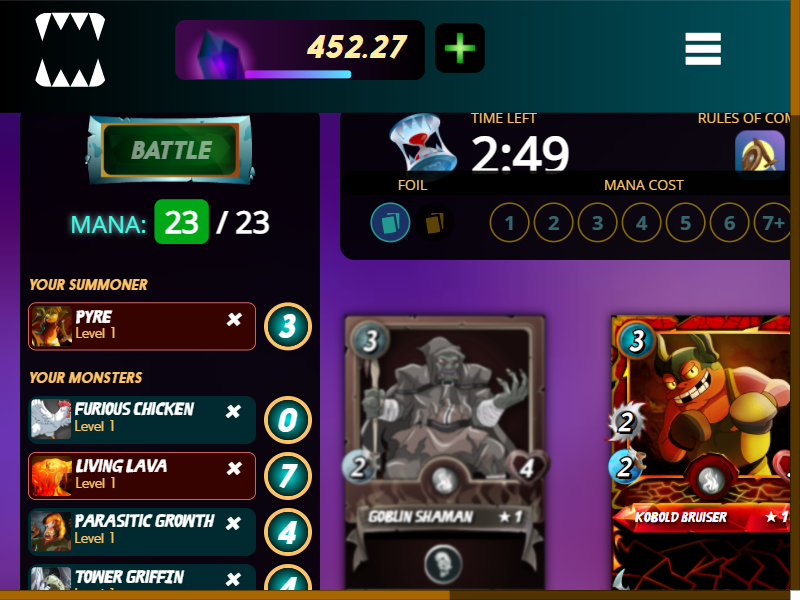 452.27
BATTLE
MANA: 23 / 23
TIME LEFT
2:49
RULES OF COM
FOIL
MANA COST
1 2 3 4 5 6 7+
YOUR SUMMONER
PYRE
Level 1
3
YOUR MONSTERS
FURIOUS CHICKEN
Level 1
0
LIVING LAVA
Level 1
7
PARASITIC GROWTH
Level 1
4
TOWER GRIFFIN
4
3
2
4
GOBLIN SHAMAN ★ 1
3
2
2
KOBOLD BRUISER ★ 1